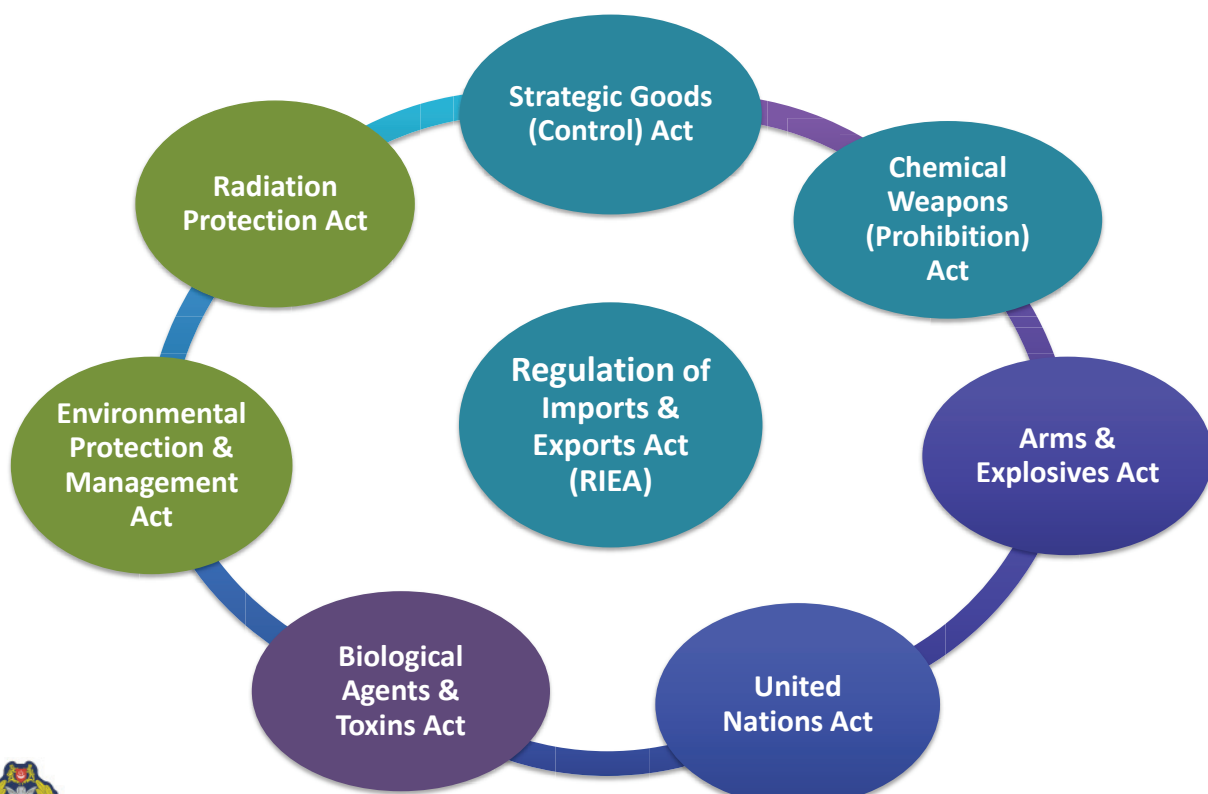 Strategic Goods
(Control) Act
Chemical
Weapons
(Prohibition)
Act
Arms &
Explosives Act
United
Nations Act
Biological
Agents &
Toxins Act
Environmental
Protection &
Management
Act
Radiation
Protection Act
Regulation of
Imports &
Exports Act
(RIEA)